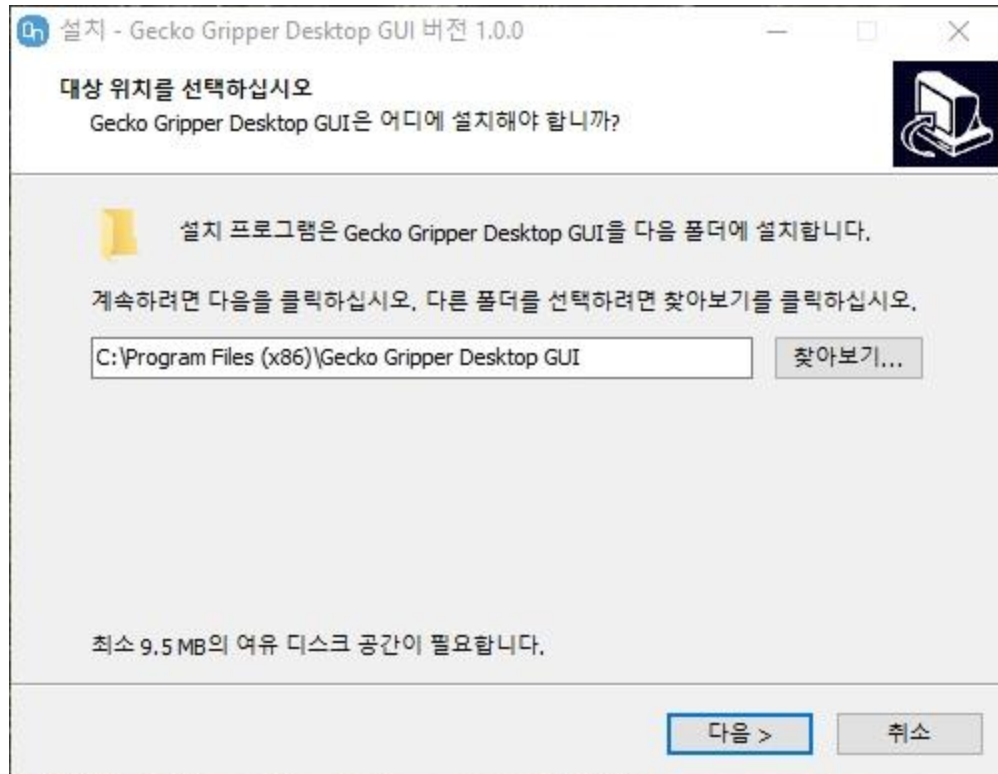 설치 - Gecko Gripper Desktop GUI 버전 1.0.0
대상 위치를 선택하십시오
Gecko Gripper Desktop GUI은 어디에 설치해야 합니까?
설치 프로그램은 Gecko Gripper Desktop GUI을 다음 폴더에 설치합니다.
계속하려면 다음을 클릭하십시오. 다른 폴더를 선택하려면 찾아보기를 클릭하십시오.
C:\Program Files (x86)\Gecko Gripper Desktop GUI
찾아보기...
최소 9.5 MB의 여유 디스크 공간이 필요합니다.
다음 >
취소